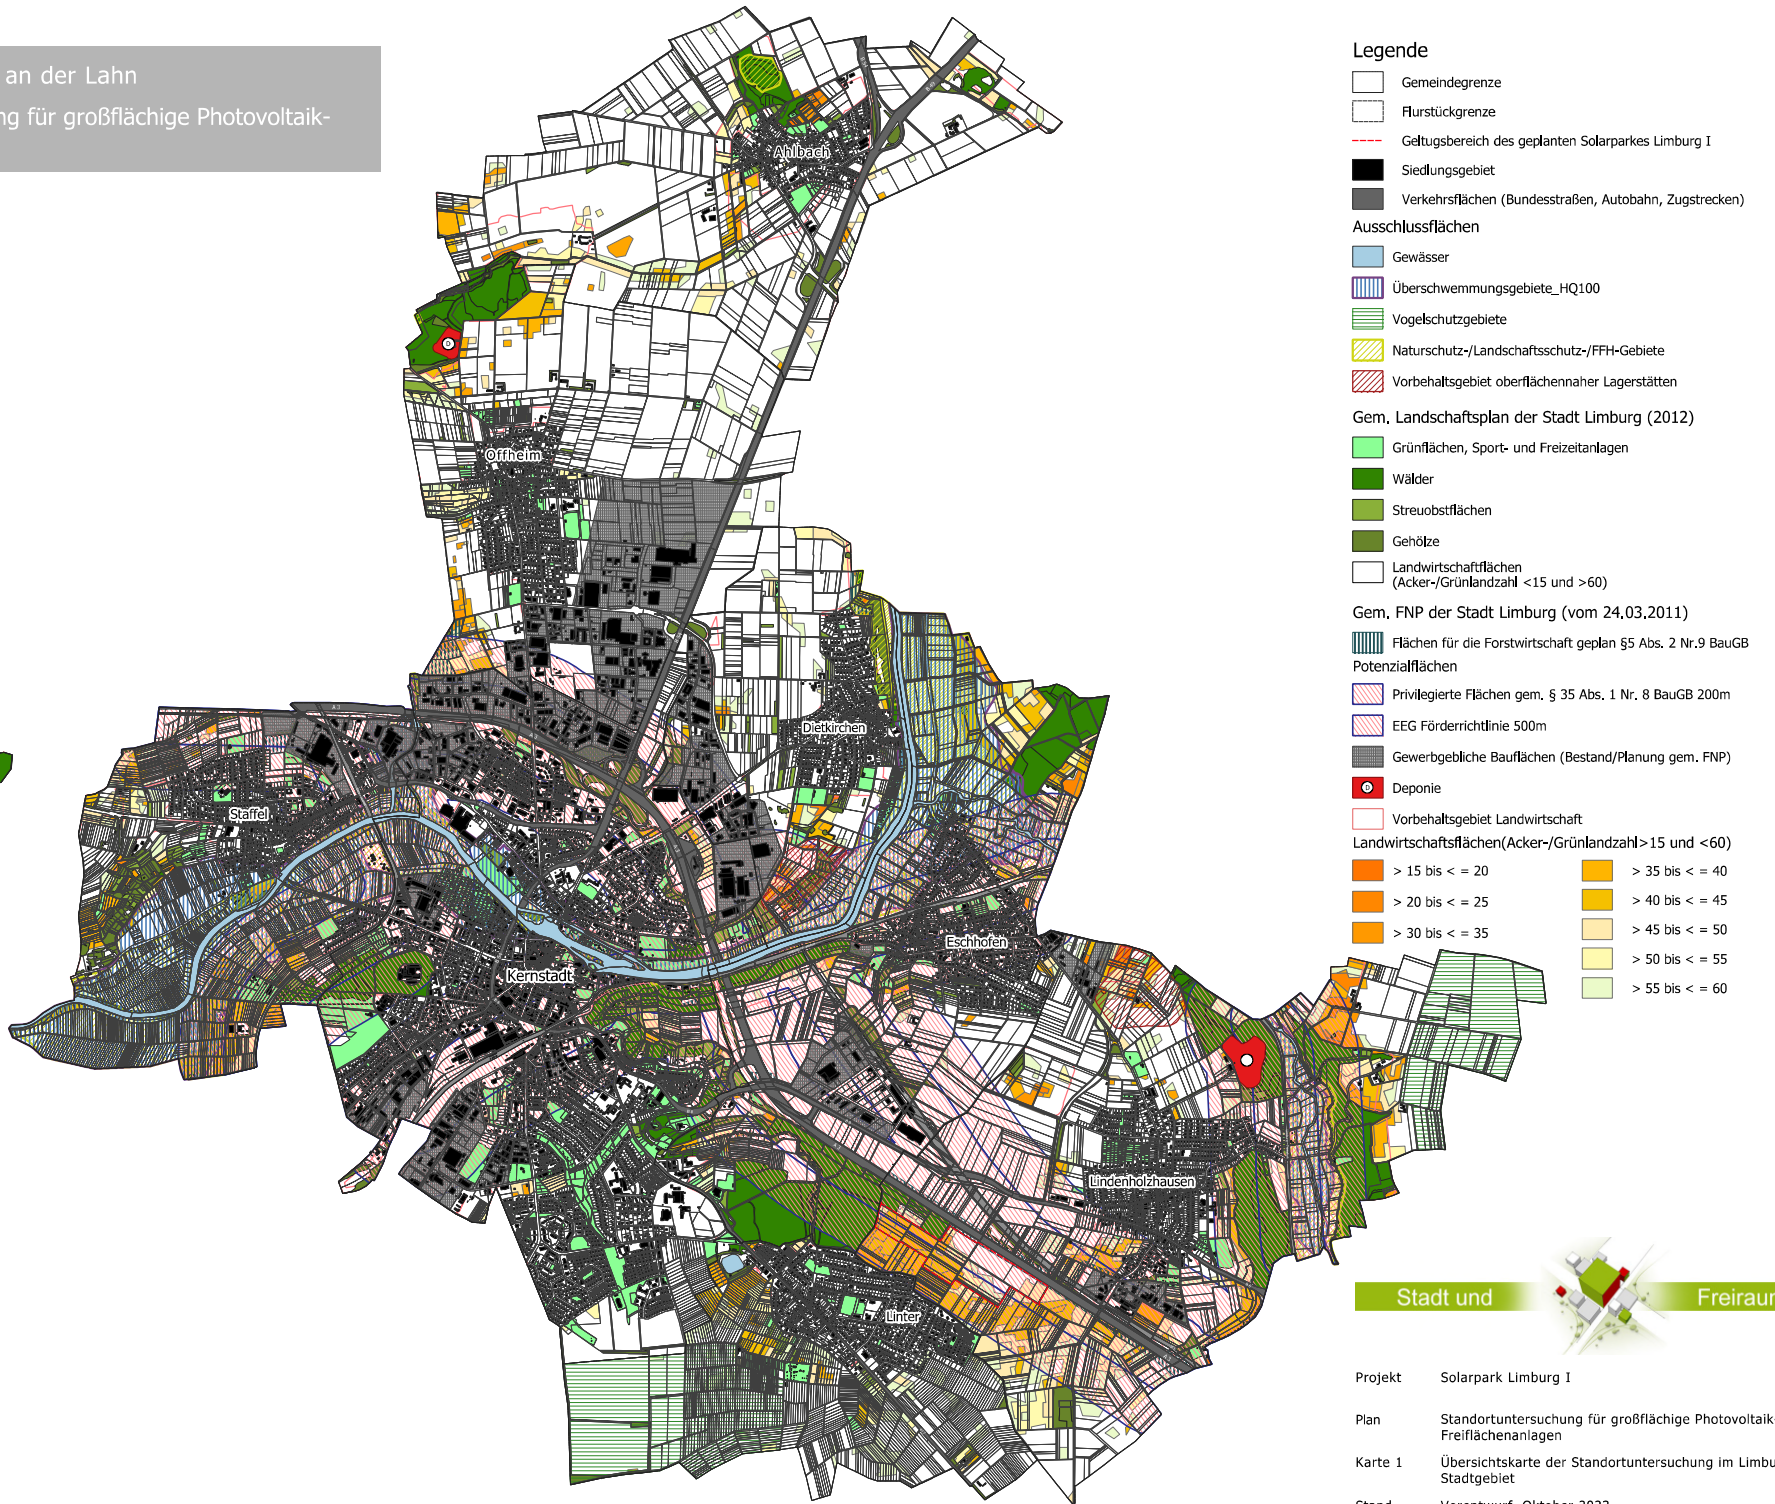 an der Lahn
ng für großflächige Photovoltaik-
Legende
Gemeindegrenze
Flurstückgrenze
Geltugsbereich des geplanten Solarparkes Limburg I
Siedlungsgebiet
Verkehrsflächen (Bundesstraßen, Autobahn, Zugstrecken)
Ausschlussflächen
Gewässer
Überschwemmungsgebiete_HQ100
Vogelschutzgebiete
Naturschutz-/Landschaftsschutz-/FFH-Gebiete
Vorbehaltsgebiet oberflächennaher Lagerstätten
Gem. Landschaftsplan der Stadt Limburg (2012)
Grünflächen, Sport- und Freizeitanlagen
Wälder
Streuobstflächen
Gehölze
Landwirtschaftflächen
(Acker-/Grünlandzahl <15 und >60)
Gem. FNP der Stadt Limburg (vom 24.03.2011)
Flächen für die Forstwirtschaft geplan §5 Abs. 2 Nr.9 BauGB
Potenzialflächen
Privilegierte Flächen gem. § 35 Abs. 1 Nr. 8 BauGB 200m
EEG Förderrichtlinie 500m
Gewerbgebliche Bauflächen (Bestand/Planung gem. FNP)
D Deponie
Vorbehaltsgebiet Landwirtschaft
Landwirtschaftsflächen(Acker-/Grünlandzahl>15 und <60)
> 15 bis < = 20
> 20 bis < = 25
> 30 bis < = 35
> 35 bis < = 40
> 40 bis < = 45
> 45 bis < = 50
> 50 bis < = 55
> 55 bis < = 60
Ahlbach
D
Offheim
A 3
Dietkirchen
Staffel
Eschhofen
Kernstadt
Lindenholzhausen
Linter
Stadt und Freiraum
Projekt Solarpark Limburg I
Plan Standortuntersuchung für großflächige Photovoltaik
Freiflächenanlagen
Karte 1 Übersichtskarte der Standortuntersuchung im Limbu
Stadtgebiet
Stand Vorentwurf, Oktober 2022